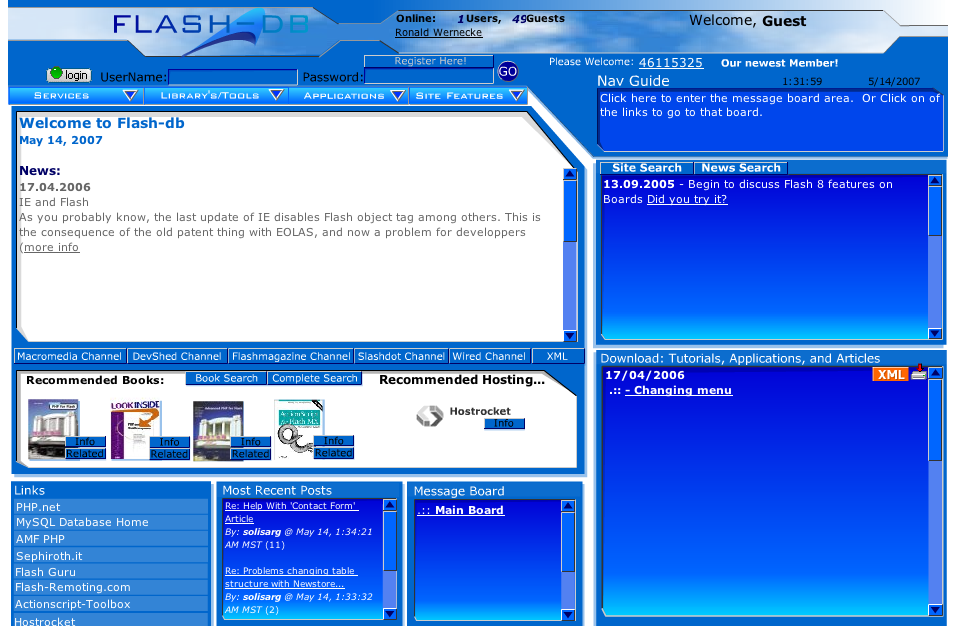 FLASH-DB
Online: 1 Users, 49 Guests
Ronald Wernecke
Welcome, Guest
Register Here!
login UserName: Password: GO
Please Welcome: 46115325 Our newest Member!
Nav Guide 1:31:59 5/14/2007
Click here to enter the message board area. Or Click on of
the links to go to that board.
Services Library's/Tools Applications Site Features
Welcome to Flash-db
May 14, 2007
News:
17.04.2006
IE and Flash
As you probably know, the last update of IE disables Flash object tag among others. This is
the consequence of the old patent thing with EOLAS, and now a problem for developpers
(more info
Site Search News Search
13.09.2005 - Begin to discuss Flash 8 features on
Boards Did you try it?
Macromedia Channel DevShed Channel Flashmagazine Channel Slashdot Channel Wired Channel XML
Recommended Books: Book Search Complete Search Recommended Hosting...
LOOK INSIDE
Hostrocket
Info
Info Info Info Info
Related Related Related Related
Download: Tutorials, Applications, and Articles
17/04/2006 XML
.:: - Changing menu
Links
PHP.net
MySQL Database Home
AMF PHP
Sephiroth.it
Flash Guru
Flash-Remoting.com
Actionscript-Toolbox
Hostrocket
Most Recent Posts
Re: Help With 'Contact Form'
Article
By: solisarg @ May 14, 1:34:21
AM MST (11)
Re: Problems changing table
structure with Newstore...
By: solisarg @ May 14, 1:33:32
AM MST (2)
Message Board
.:: Main Board